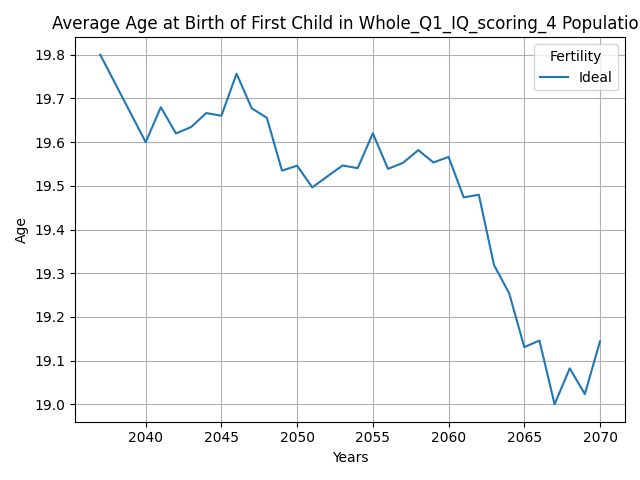 Average Age at Birth of First Child in Whole_Q1_IQ_scoring_4 Populatio
Fertility
Ideal
19.8
19.7
19.6
19.5
19.4
19.3
19.2
19.1
19.0
Age
2040 2045 2050 2055 2060 2065 2070
Years